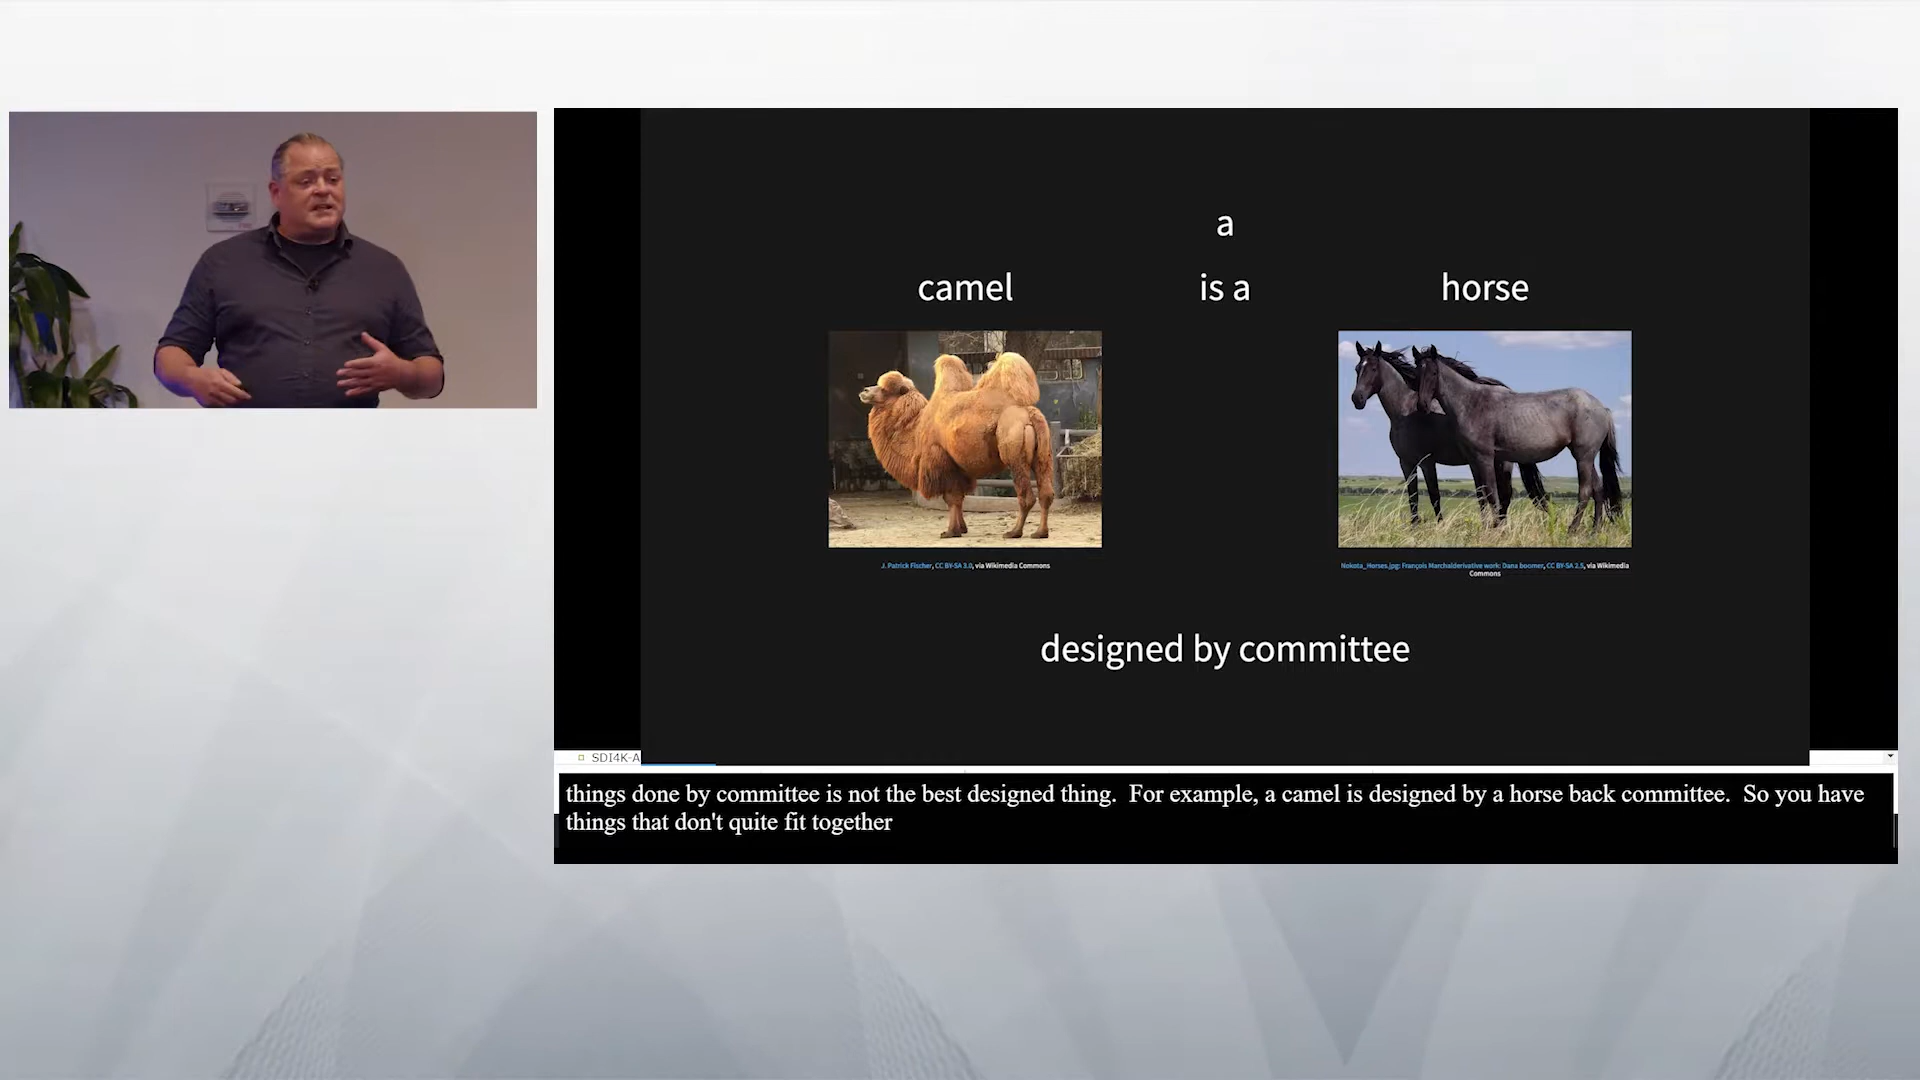 a
camel is a horse
J. Patrick Fischer, CC BY-SA 3.0, via Wikimedia Commons
Nokota_Horses.jpg: François Marchalderivative work: Dana boomer, CC BY-SA 2.5, via Wikimedia
Commons
designed by committee
SDI4K-A
things done by committee is not the best designed thing.  For example, a camel is designed by a horse back committee.  So you have
things that don't quite fit together